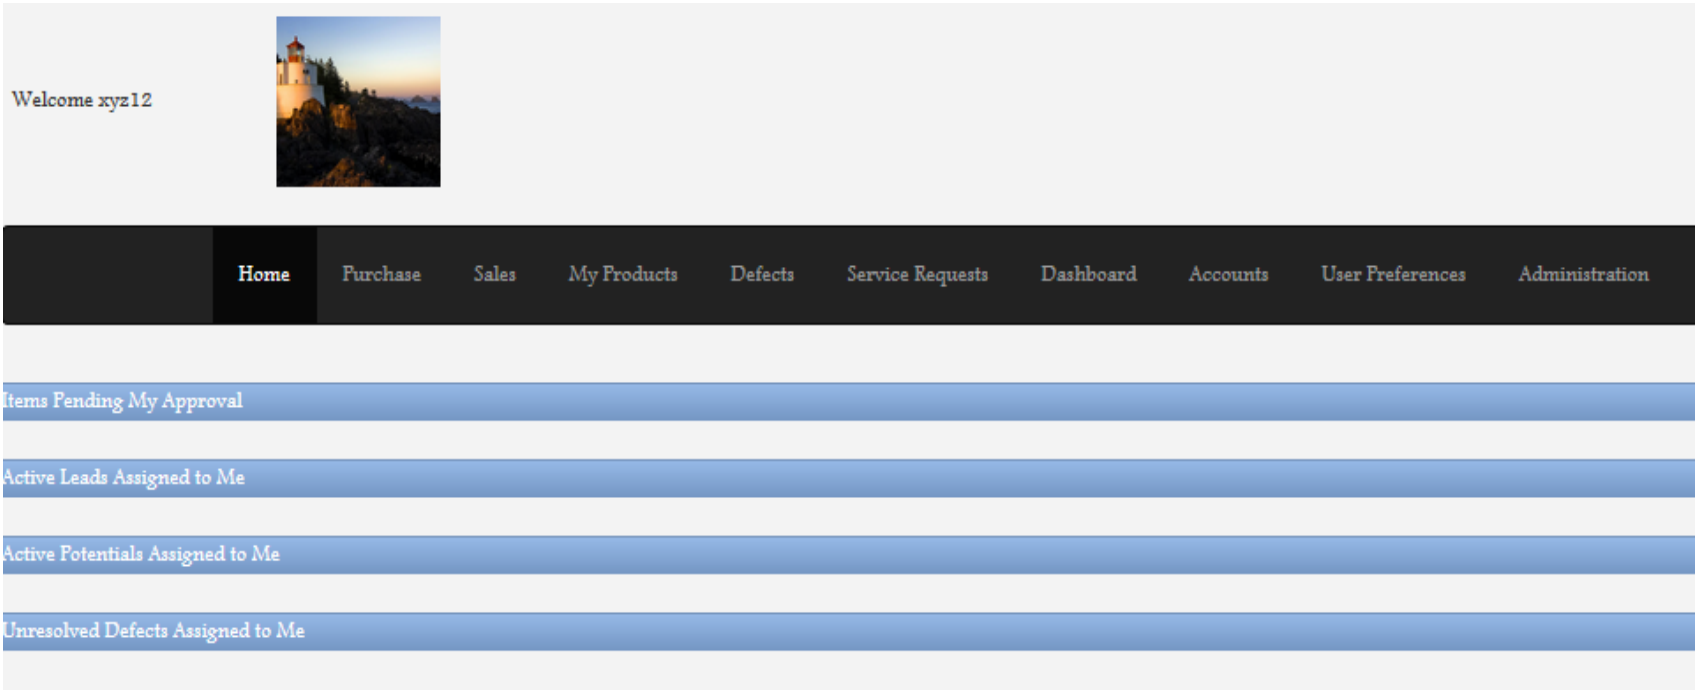 Welcome xyz12
Home Purchase Sales My Products Defects Service Requests Dashboard Accounts User Preferences Administration
Items Pending My Approval
Active Leads Assigned to Me
Active Potentials Assigned to Me
Unresolved Defects Assigned to Me